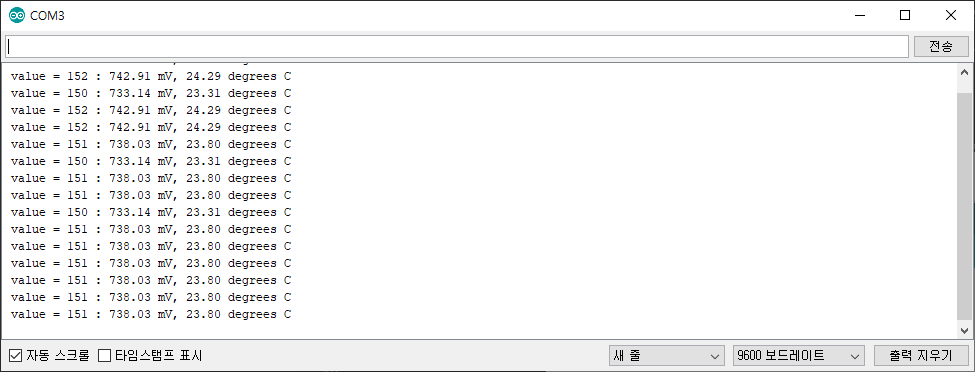 COM3
전송
value = 152 : 742.91 mV, 24.29 degrees C
value = 150 : 733.14 mV, 23.31 degrees C
value = 152 : 742.91 mV, 24.29 degrees C
value = 152 : 742.91 mV, 24.29 degrees C
value = 151 : 738.03 mV, 23.80 degrees C
value = 150 : 733.14 mV, 23.31 degrees C
value = 151 : 738.03 mV, 23.80 degrees C
value = 151 : 738.03 mV, 23.80 degrees C
value = 150 : 733.14 mV, 23.31 degrees C
value = 151 : 738.03 mV, 23.80 degrees C
value = 151 : 738.03 mV, 23.80 degrees C
value = 151 : 738.03 mV, 23.80 degrees C
value = 151 : 738.03 mV, 23.80 degrees C
value = 151 : 738.03 mV, 23.80 degrees C
value = 151 : 738.03 mV, 23.80 degrees C
자동 스크롤 타임스탬프 표시 새 줄 9600 보드레이트 출력 지우기